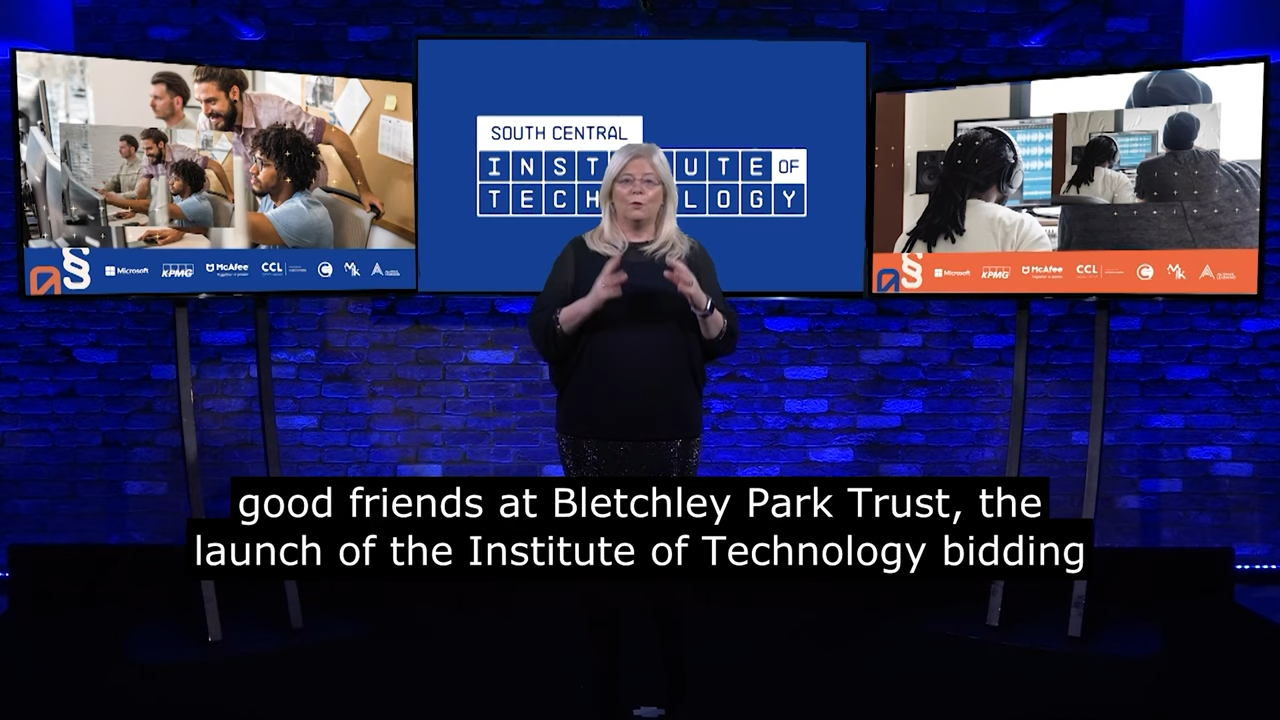 SOUTH CENTRAL
INST UTE OF
TECH LOGY
Microsoft
KPMG
McAfee
CCL
Microsoft
KPMG
McAfee
CCL
good friends at Bletchley Park Trust, the
launch of the Institute of Technology bidding